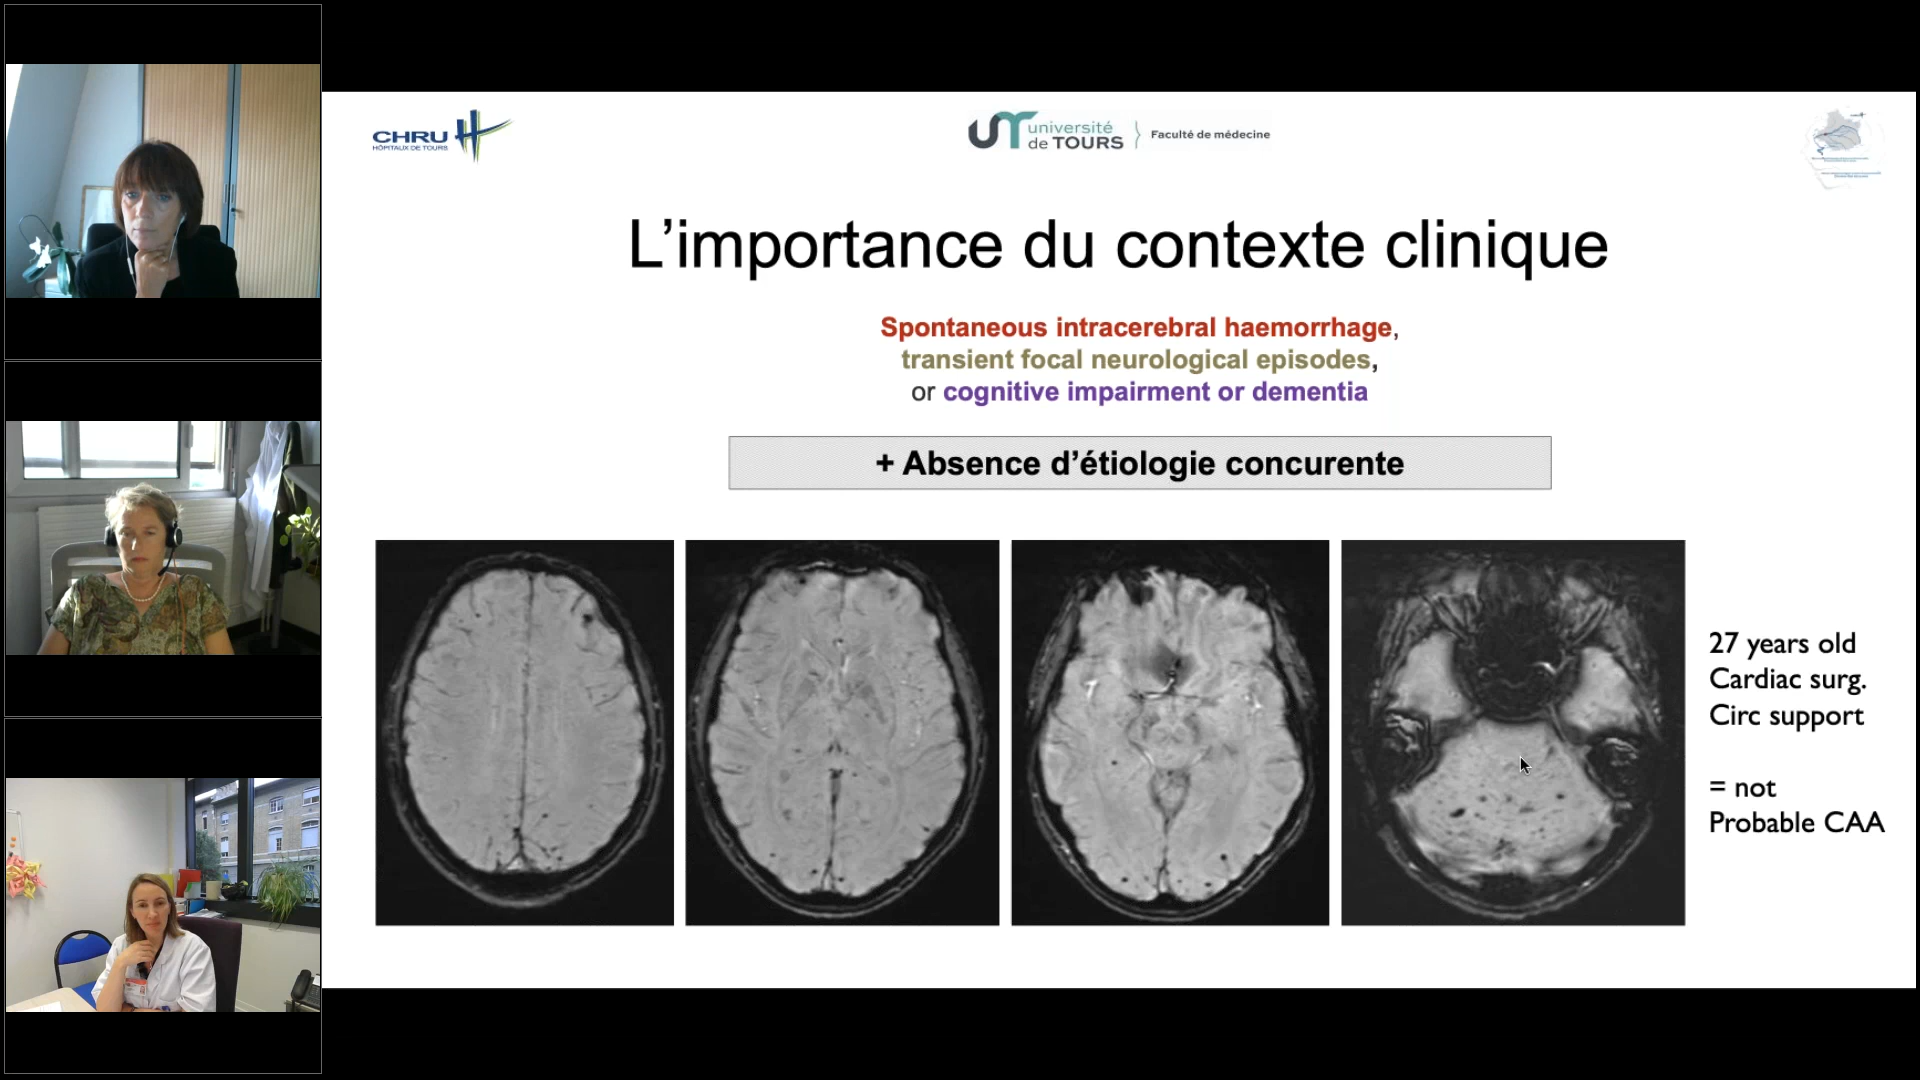 CHRU
HÔPITAUX DE TOURS
université
de TOURS
Faculté de médecine
L’importance du contexte clinique
Spontaneous intracerebral haemorrhage,
transient focal neurological episodes,
or cognitive impairment or dementia
+ Absence d’étiologie concurente
27 years old
Cardiac surg.
Circ support
= not
Probable CAA